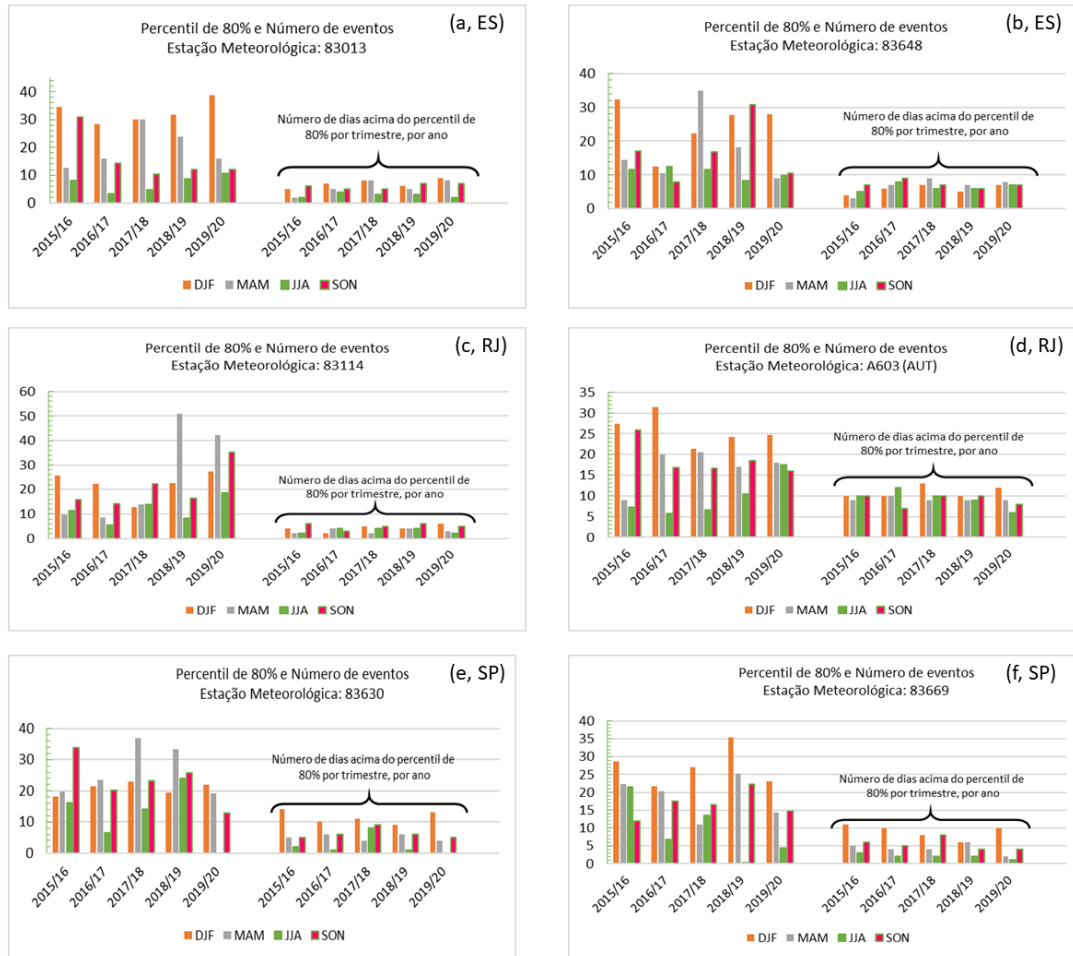 Percentil de 80% e Número de eventos
(a, ES)
Estação Meteorológica: 83013
40
30
20
10
0
Número de dias acima do percentil de
80% por trimestre, por ano
2015/16 2016/17 2017/18 2018/19 2019/20 2015/16 2016/17 2017/18 2018/19 2019/20
DJF MAM JJA SON
Percentil de 80% e Número de eventos
(b, ES)
Estação Meteorológica: 83648
40
30
20
10
0
Número de dias acima do percentil de
80% por trimestre, por ano
2015/16 2016/17 2017/18 2018/19 2019/20 2015/16 2016/17 2017/18 2018/19 2019/20
DJF MAM JJA SON
Percentil de 80% e Número de eventos
(c, RJ)
Estação Meteorológica: 83114
60
50
40
30
20
10
0
Número de dias acima do percentil de
80% por trimestre, por ano
2015/16 2016/17 2017/18 2018/19 2019/20 2015/16 2016/17 2017/18 2018/19 2019/20
DJF MAM JJA SON
Percentil de 80% e Número de eventos
(d, RJ)
Estação Meteorológica: A603 (AUT)
35
30
25
20
15
10
5
0
Número de dias acima do percentil de
80% por trimestre, por ano
2015/16 2016/17 2017/18 2018/19 2019/20 2015/16 2016/17 2017/18 2018/19 2019/20
DJF MAM JJA SON
Percentil de 80% e Número de eventos
(e, SP)
Estação Meteorológica: 83630
40
30
20
10
0
Número de dias acima do percentil de
80% por trimestre, por ano
2015/16 2016/17 2017/18 2018/19 2019/20 2015/16 2016/17 2017/18 2018/19 2019/20
DJF MAM JJA SON
Percentil de 80% e Número de eventos
(f, SP)
Estação Meteorológica: 83669
40
35
30
25
20
15
10
5
0
Número de dias acima do percentil de
80% por trimestre, por ano
2015/16 2016/17 2017/18 2018/19 2019/20 2015/16 2016/17 2017/18 2018/19 2019/20
DJF MAM JJA SON